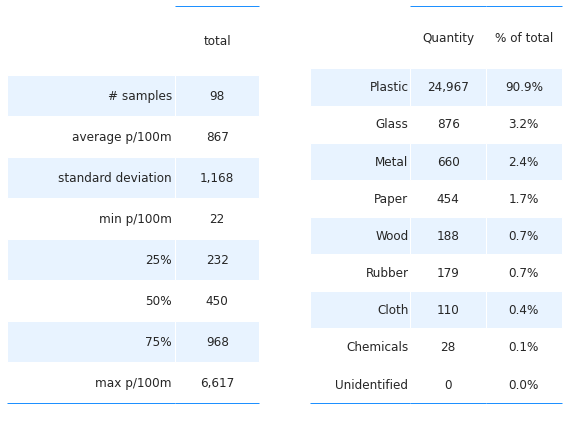 total
# samples 98
average p/100m 867
standard deviation 1,168
min p/100m 22
25% 232
50% 450
75% 968
max p/100m 6,617
Quantity % of total
Plastic 24,967 90.9%
Glass 876 3.2%
Metal 660 2.4%
Paper 454 1.7%
Wood 188 0.7%
Rubber 179 0.7%
Cloth 110 0.4%
Chemicals 28 0.1%
Unidentified 0 0.0%